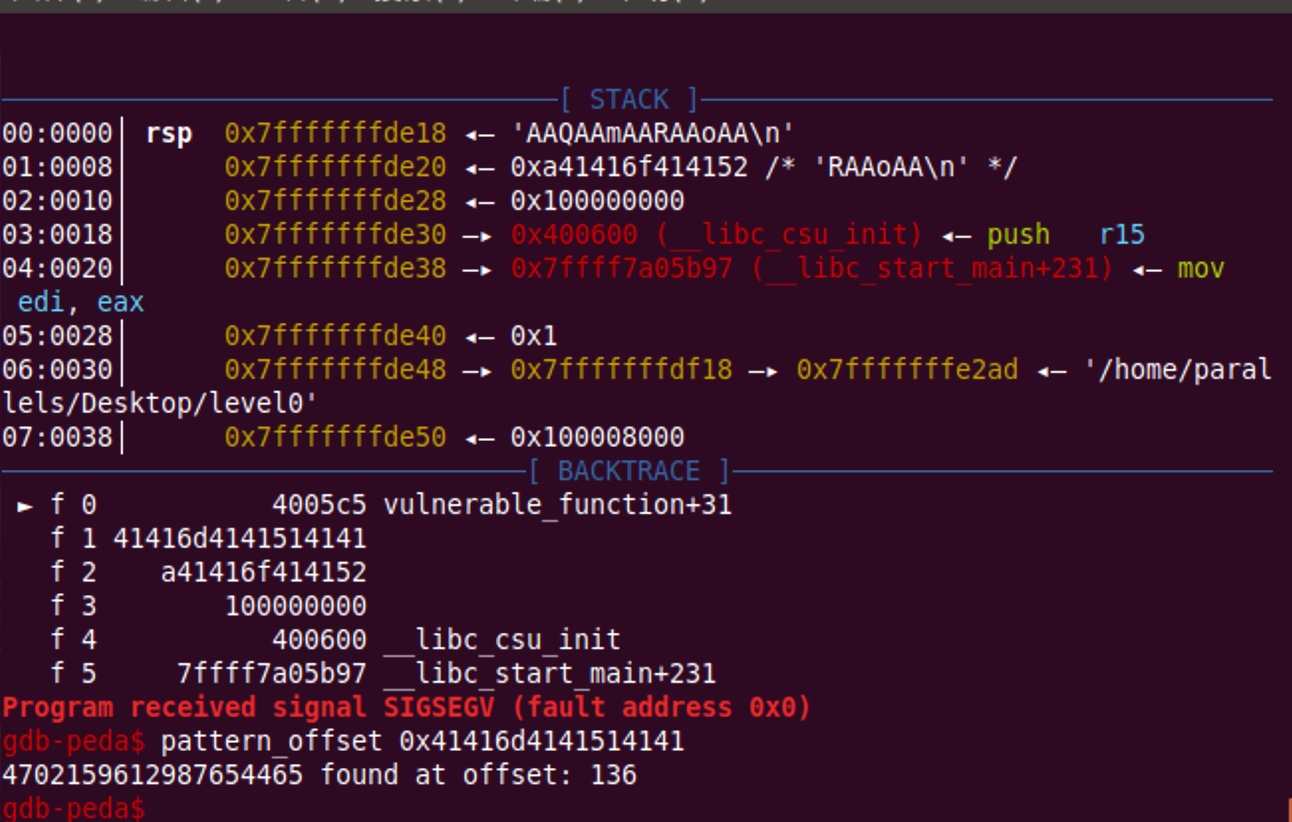 [ STACK ]
00:0000│ rsp 0x7fffffffde18 ◂— 'AAQAAmAARAAoAA\n'
01:0008│ 0x7fffffffde20 ◂— 0xa41416f414152 /* 'RAAoAA\n' */
02:0010│ 0x7fffffffde28 ◂— 0x100000000
03:0018│ 0x7fffffffde30 —▸ 0x400600 (__libc_csu_init) ◂— push r15
04:0020│ 0x7fffffffde38 —▸ 0x7ffff7a05b97 (__libc_start_main+231) ◂— mov
edi, eax
05:0028│ 0x7fffffffde40 ◂— 0x1
06:0030│ 0x7fffffffde48 —▸ 0x7fffffffdf18 —▸ 0x7fffffffe2ad ◂— '/home/paral
lels/Desktop/level0'
07:0038│ 0x7fffffffde50 ◂— 0x100008000
[ BACKTRACE ]
► f 0 4005c5 vulnerable_function+31
f 1 41416d4141514141
f 2 a41416f414152
f 3 100000000
f 4 400600 __libc_csu_init
f 5 7ffff7a05b97 __libc_start_main+231
Program received signal SIGSEGV (fault address 0x0)
gdb-peda$ pattern_offset 0x41416d4141514141
4702159612987654465 found at offset: 136
gdb-peda$